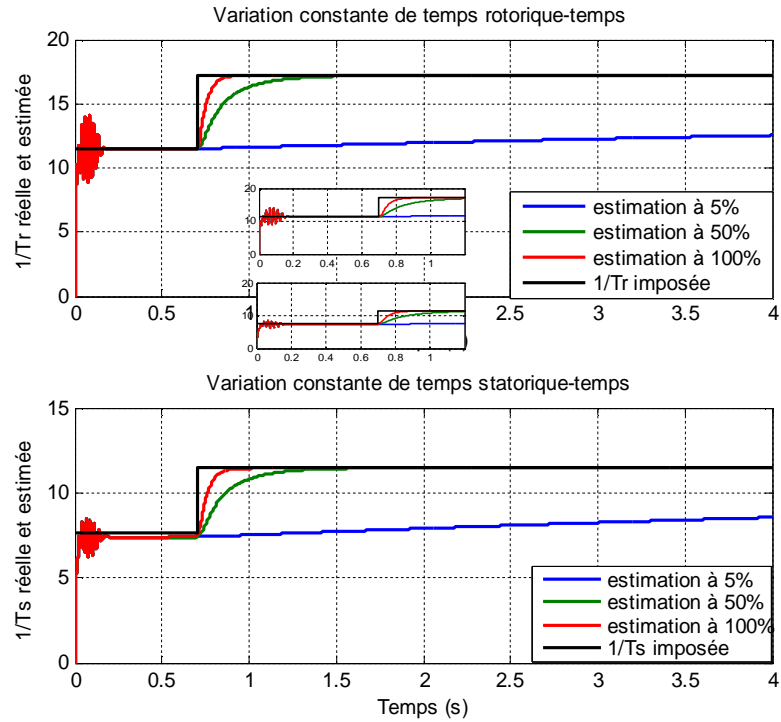 Variation constante de temps rotorique-temps
20
15
10
5
0
1/Tr réelle et estimée
estimation à 5%
estimation à 50%
estimation à 100%
1/Tr imposée
20
10
0
0 0.2 0.4 0.6 0.8 1
20
10
0
0 0.2 0.4 0.6 0.8 1
0 0.5 2.5 3 3.5 4
Variation constante de temps statorique-temps
15
10
5
0
1/Ts réelle et estimée
estimation à 5%
estimation à 50%
estimation à 100%
1/Ts imposée
0 0.5 1 1.5 2 2.5 3 3.5 4
Temps (s)